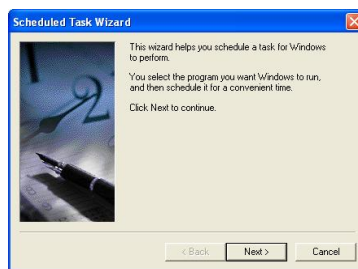 Scheduled Task Wizard
This wizard helps you schedule a task for Windows
to perform.
You select the program you want Windows to run,
and then schedule it for a convenient time.
Click Next to continue.
< Back
Next >
Cancel